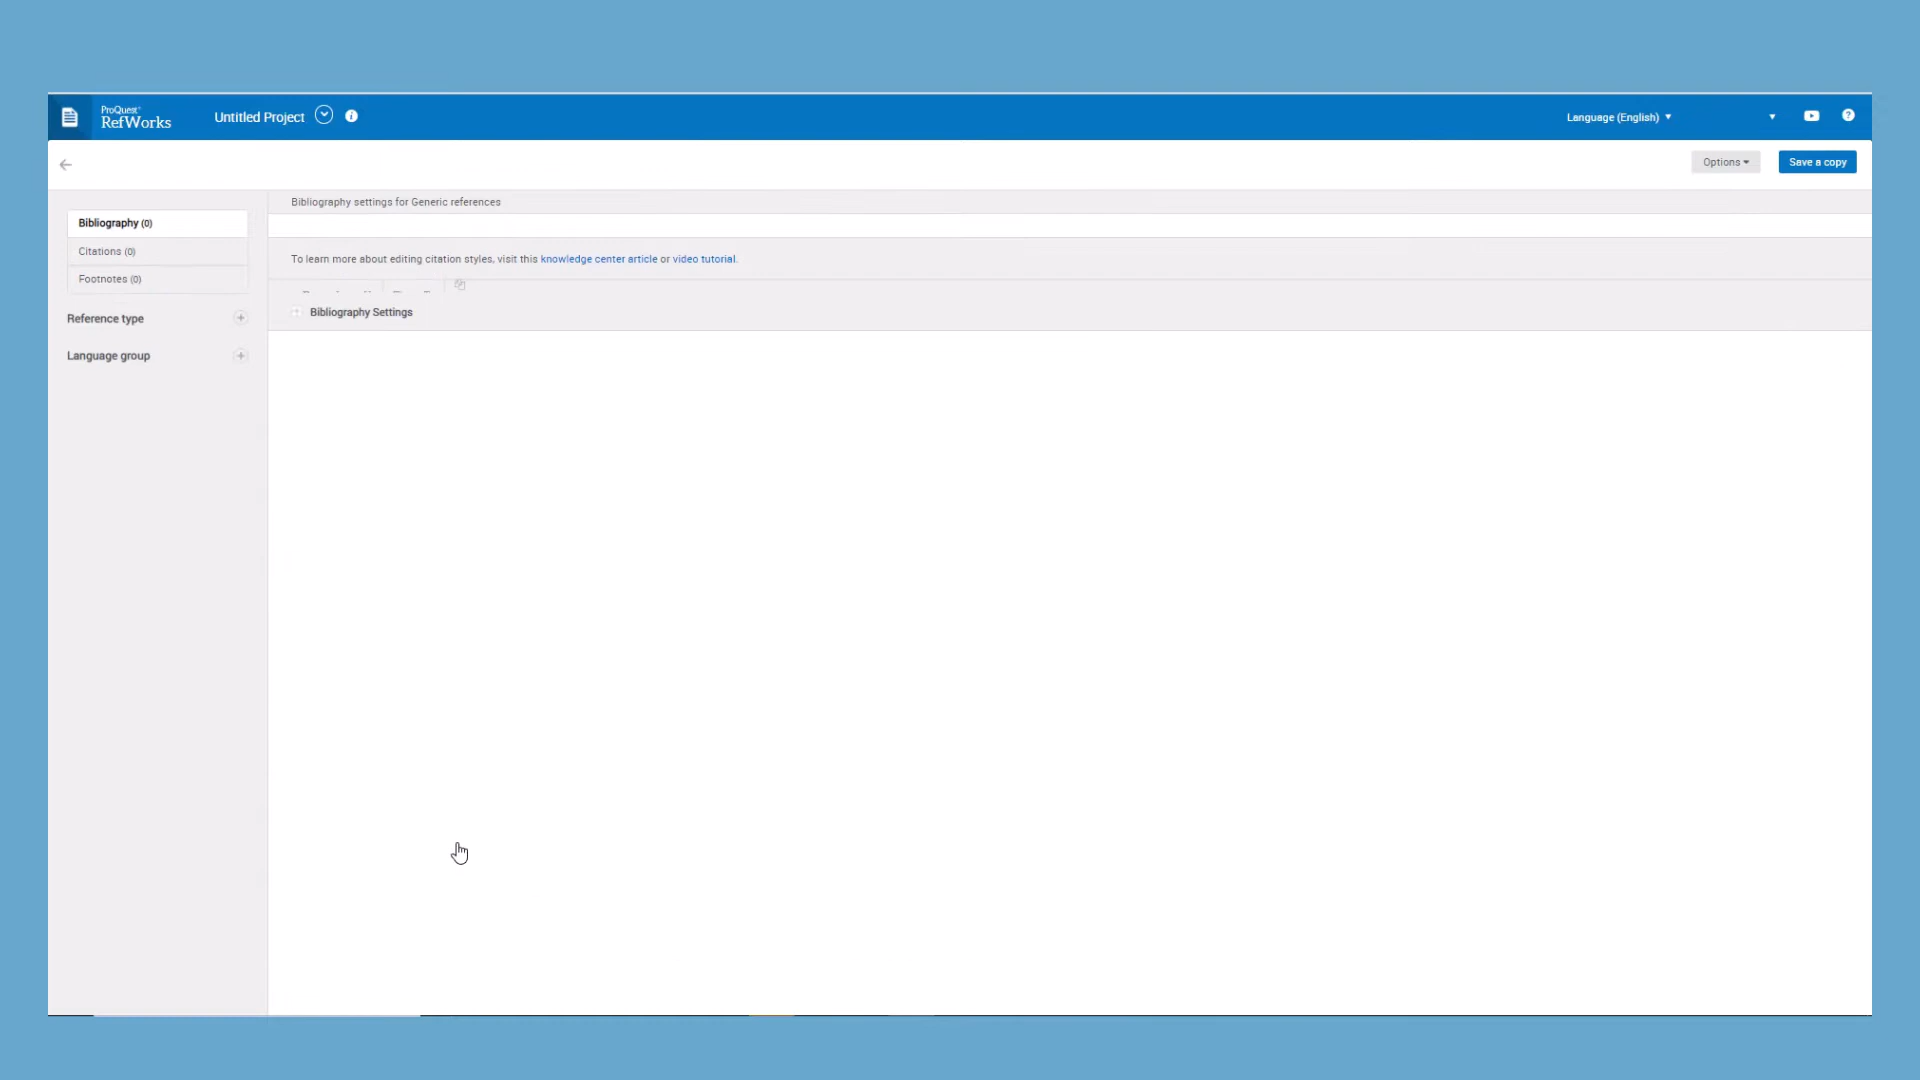 ProQuest®
RefWorks
Untitled Project
Language (English)
Options
Save a copy
Bibliography (0)
Citations (0)
Footnotes (0)
Reference type
Language group
Bibliography settings for Generic references
To learn more about editing citation styles, visit this knowledge center article or video tutorial.
Bibliography Settings